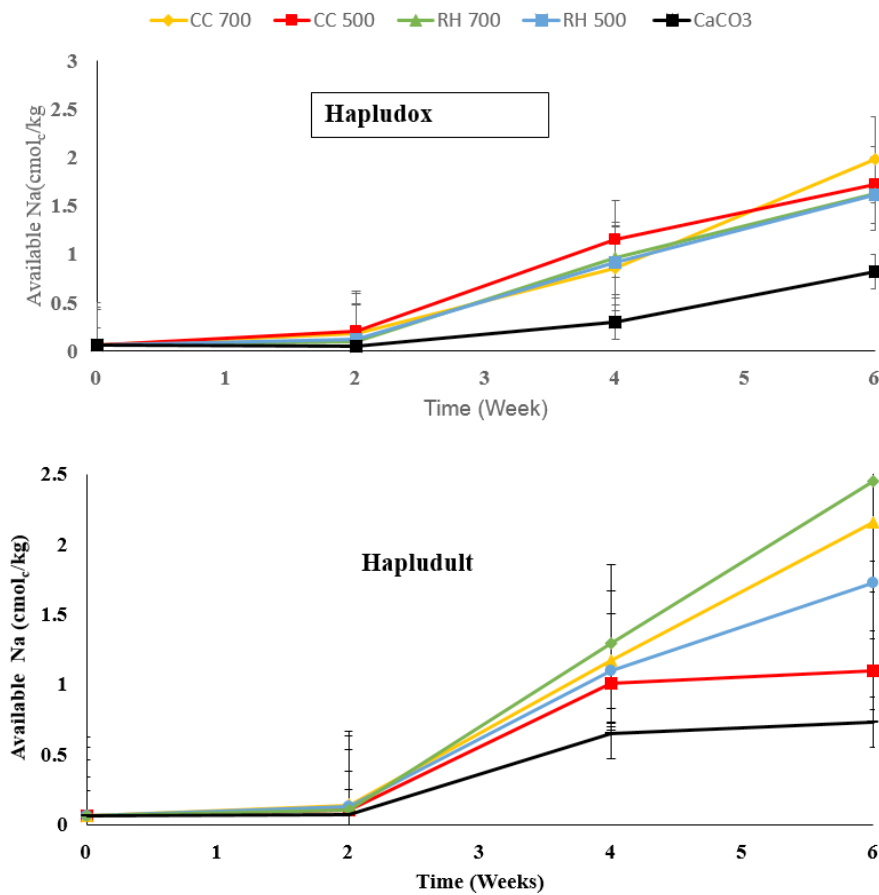 CC 700 CC 500 RH 700 RH 500 CaCO3
3
Hapludox
2.5
2
1.5
1
0.5
0
Available Na(cmolc/kg
0 1 2 3 4 5 6
Time (Week)
2.5
2
Hapludult
1.5
1
0.5
0
Available Na (cmolc/kg)
0 1 2 3 4 5 6
Time (Weeks)